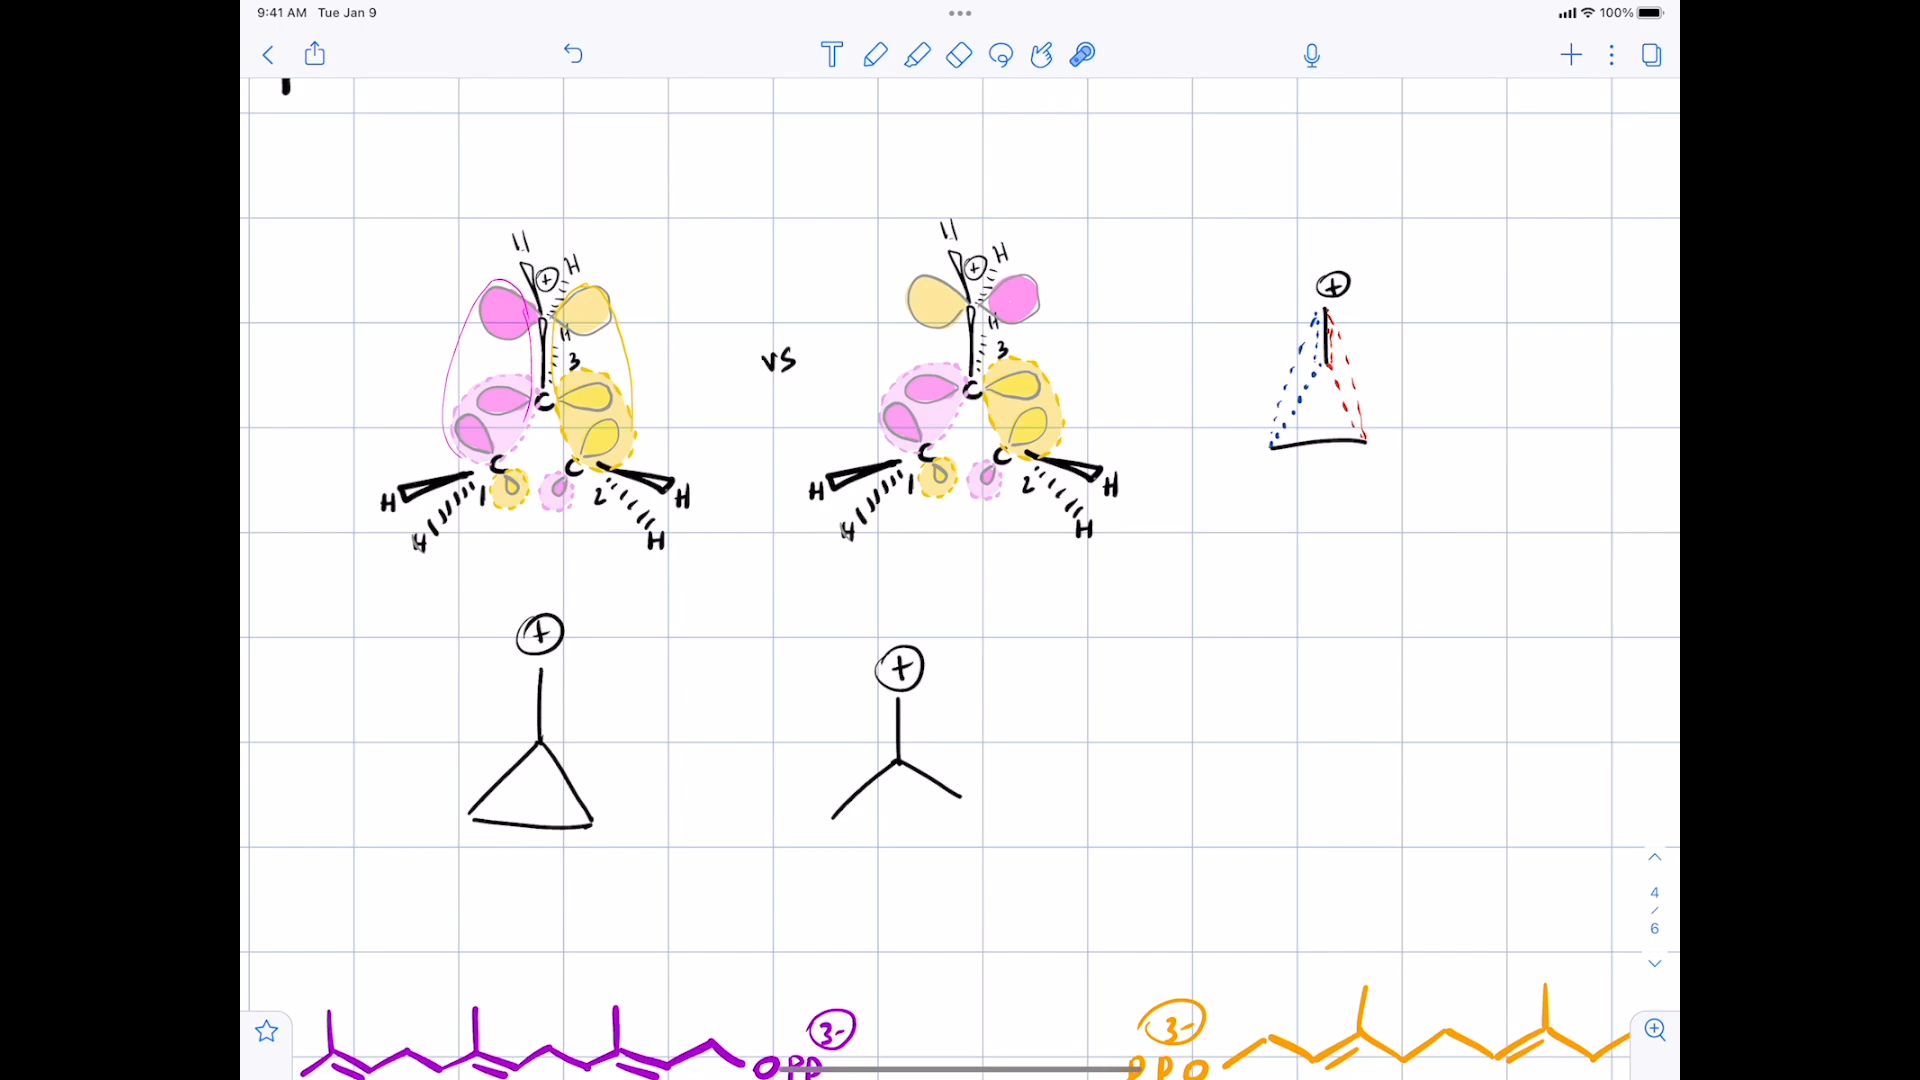 9:41 AM Tue Jan 9
100%
T
H H
+ +
H H
H H
+
vs
3 3
C C
C C C C
H 1 2 H H 1 2 H
H H H H
+
+
4
/
6
3- 3-
OPP PPO